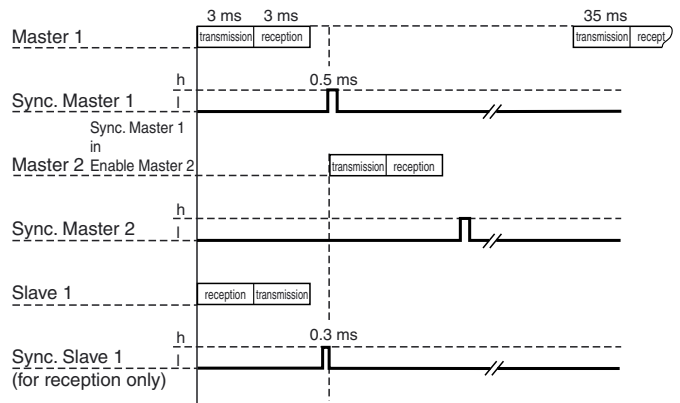 3 ms 3 ms 35 ms
Master 1 transmission reception transmission recept
h
0.5 ms
Sync. Master 1 l
Sync. Master 1
in
Master 2 Enable Master 2 transmission reception
h
Sync. Master 2 l
Slave 1 reception transmission
h
0.3 ms
Sync. Slave 1 l
(for reception only)